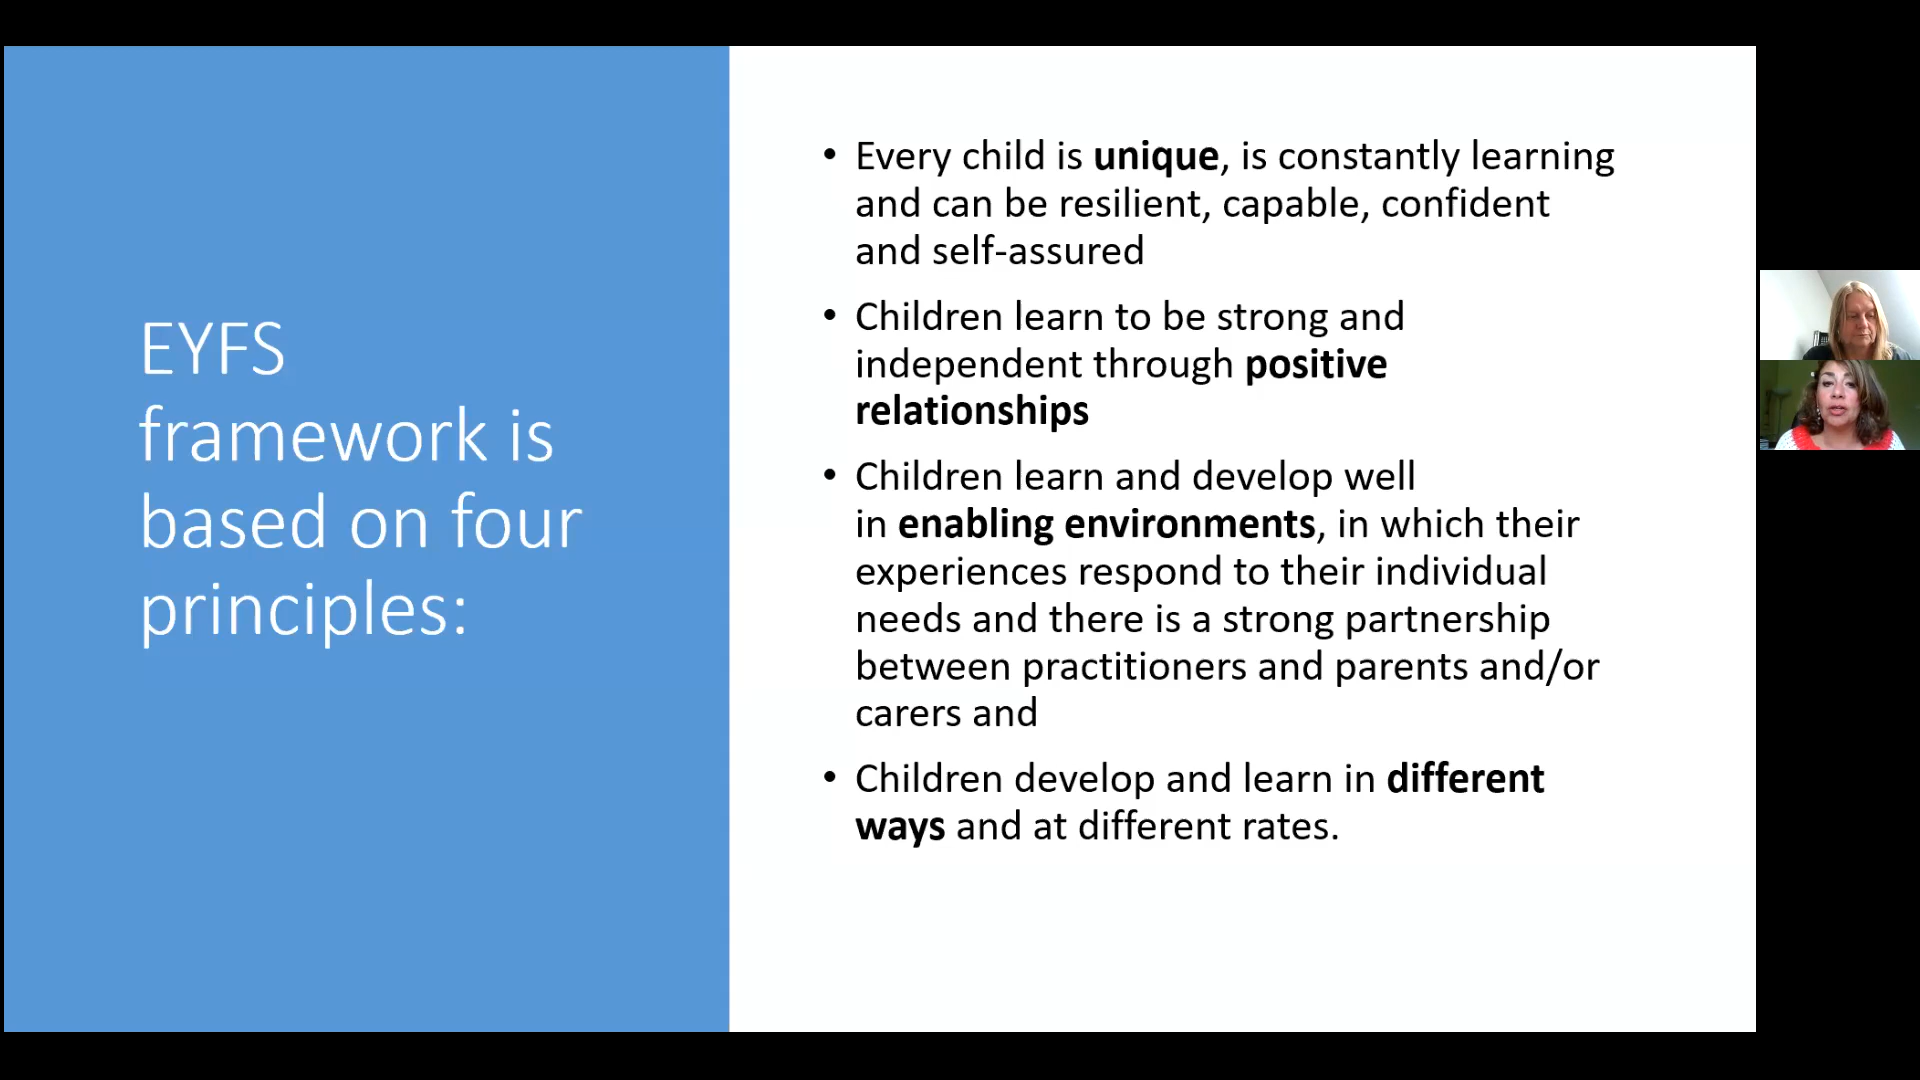 EYFS
framework is
based on four
principles:
• Every child is unique, is constantly learning
and can be resilient, capable, confident
and self-assured
• Children learn to be strong and
independent through positive
relationships
• Children learn and develop well
in enabling environments, in which their
experiences respond to their individual
needs and there is a strong partnership
between practitioners and parents and/or
carers and
• Children develop and learn in different
ways and at different rates.